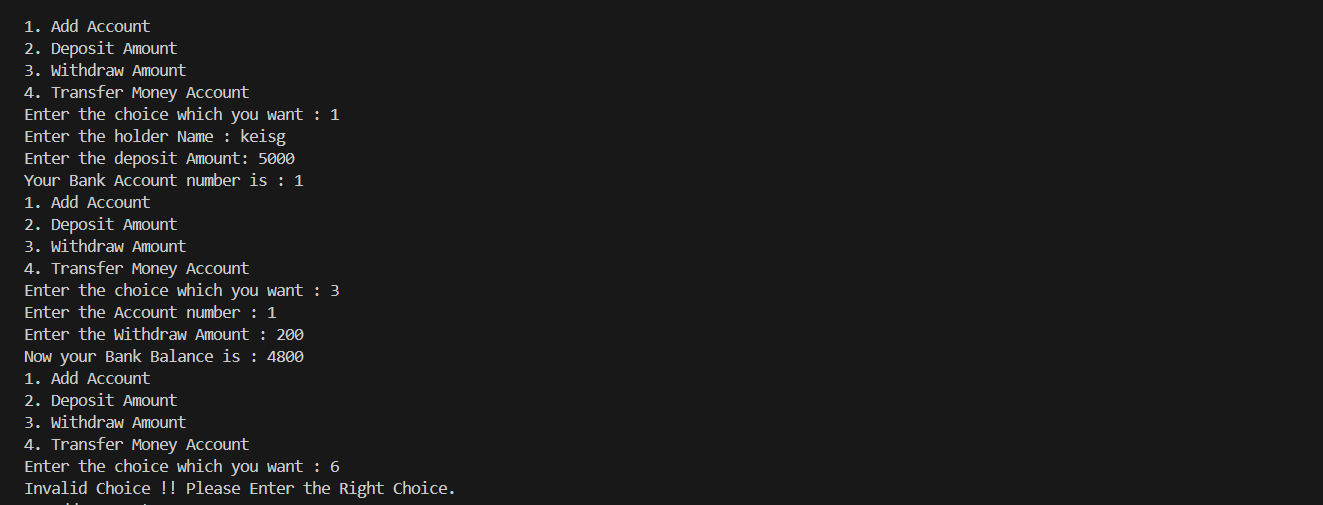 1. Add Account
2. Deposit Amount
3. Withdraw Amount
4. Transfer Money Account
Enter the choice which you want : 1
Enter the holder Name : keisg
Enter the deposit Amount: 5000
Your Bank Account number is : 1
1. Add Account
2. Deposit Amount
3. Withdraw Amount
4. Transfer Money Account
Enter the choice which you want : 3
Enter the Account number : 1
Enter the Withdraw Amount : 200
Now your Bank Balance is : 4800
1. Add Account
2. Deposit Amount
3. Withdraw Amount
4. Transfer Money Account
Enter the choice which you want : 6
Invalid Choice !! Please Enter the Right Choice.